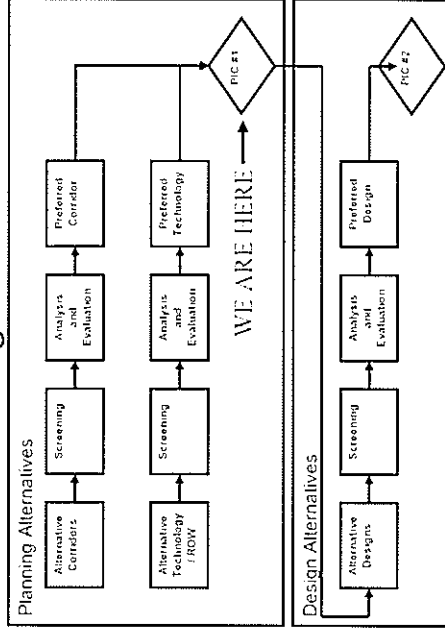 Planning Alternatives
Alternative
Corridors
Screening
Analysis
and
Evaluation
Preferred
Corridor
Alternative
Technology
/ ROW
Screening
Analysis
and
Evaluation
Preferred
Technology
PIC #1
WE ARE HERE
Design Alternatives
Alternative
Designs
Screening
Analysis
and
Evaluation
Preferred
Design
PIC #2